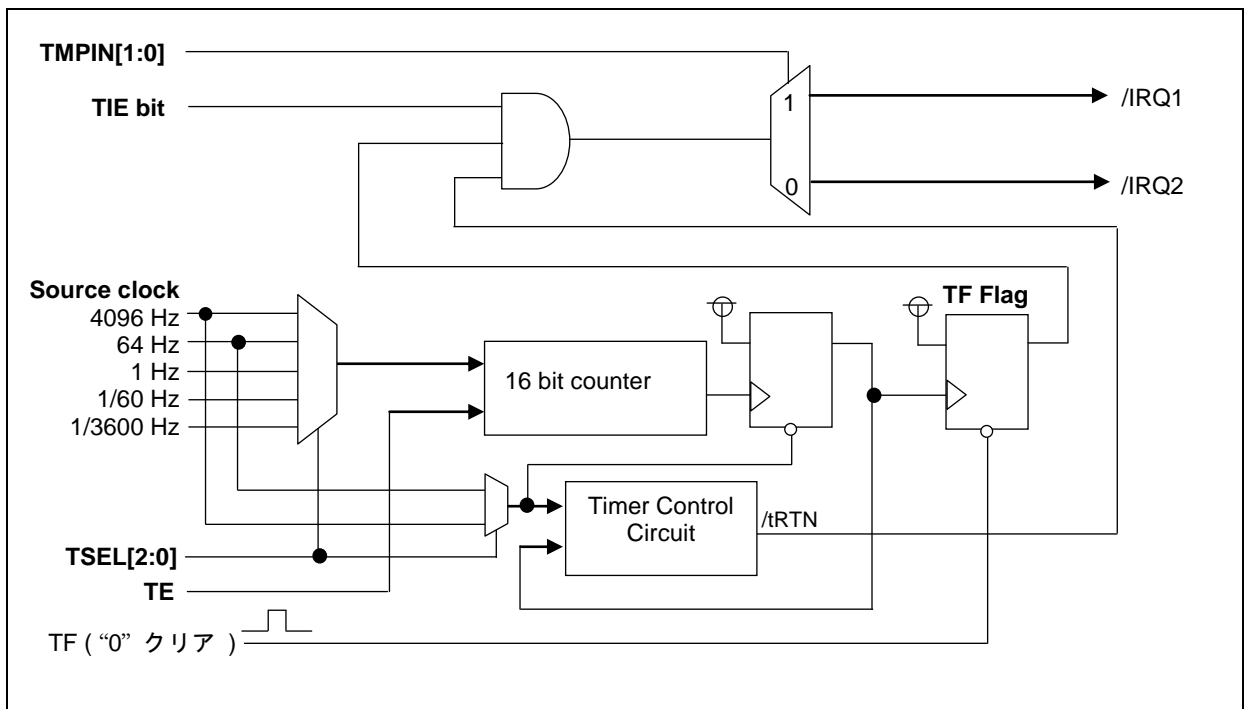 TMPIN[1:0]
TIE bit
1
0
/IRQ1
/IRQ2
Source clock
4096 Hz
64 Hz
1 Hz
1/60 Hz
1/3600 Hz
16 bit counter
TF Flag
Timer Control
Circuit
/tRTN
TSEL[2:0]
TE
TF ( “0” クリア )